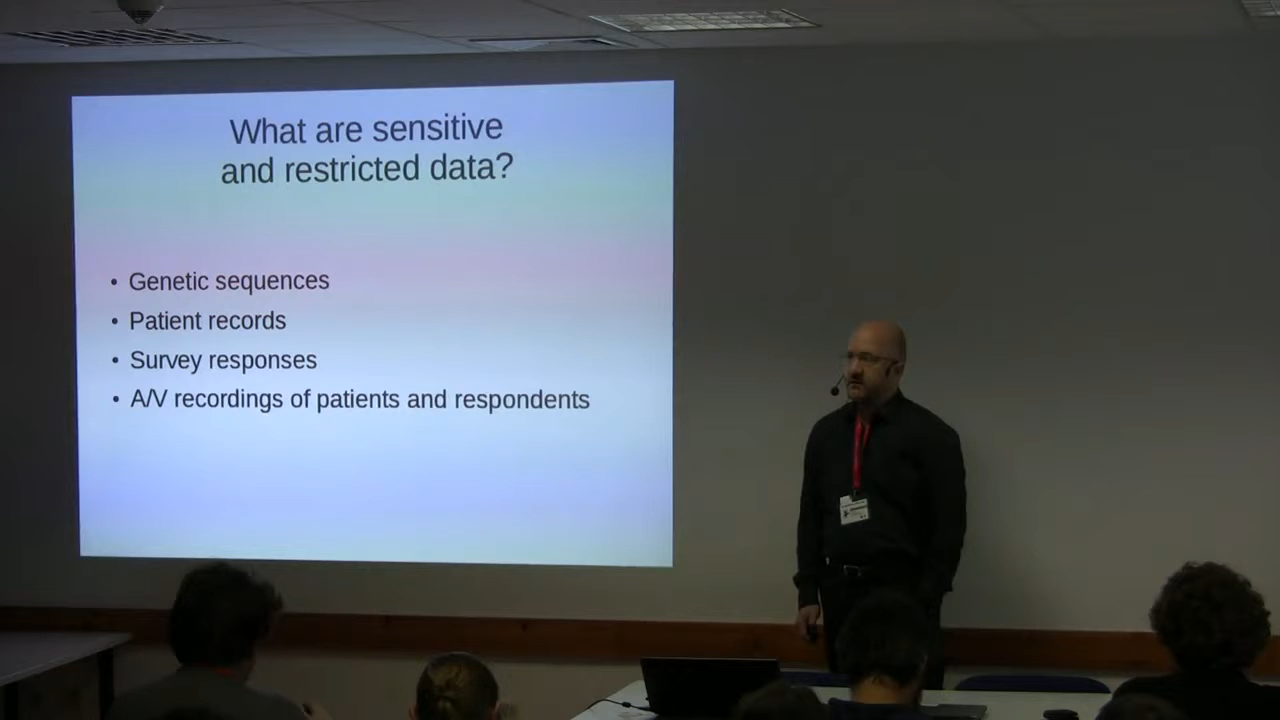 What are sensitive
and restricted data?
• Genetic sequences
• Patient records
• Survey responses
• A/V recordings of patients and respondents